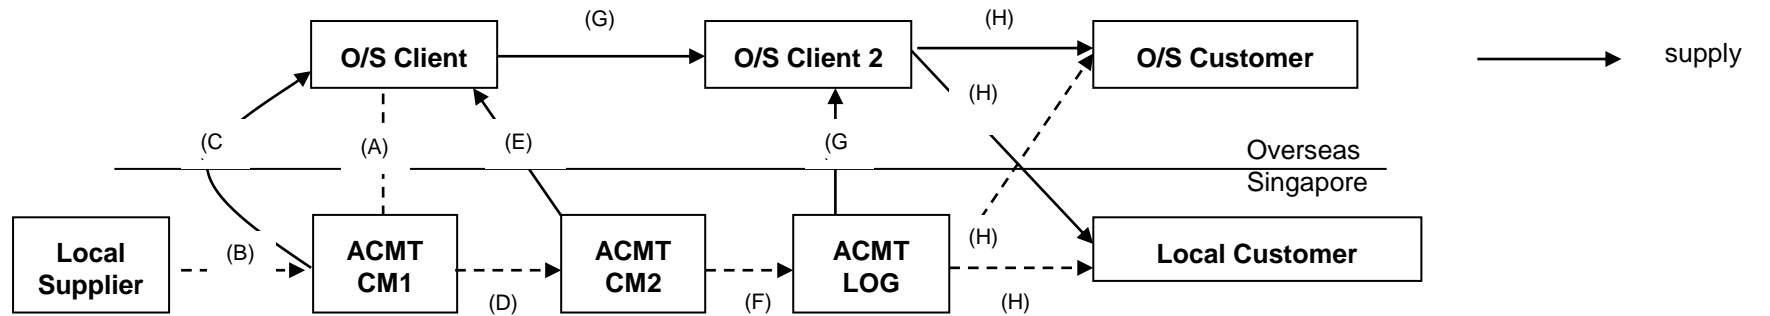 (G)
(H)
O/S Client
O/S Client 2
O/S Customer
supply
(H)
(C
(A)
(E)
(G
Overseas
Singapore
Local
Supplier
(B)
ACMT
CM1
(D)
ACMT
CM2
(F)
ACMT
LOG
(H)
(H)
Local Customer